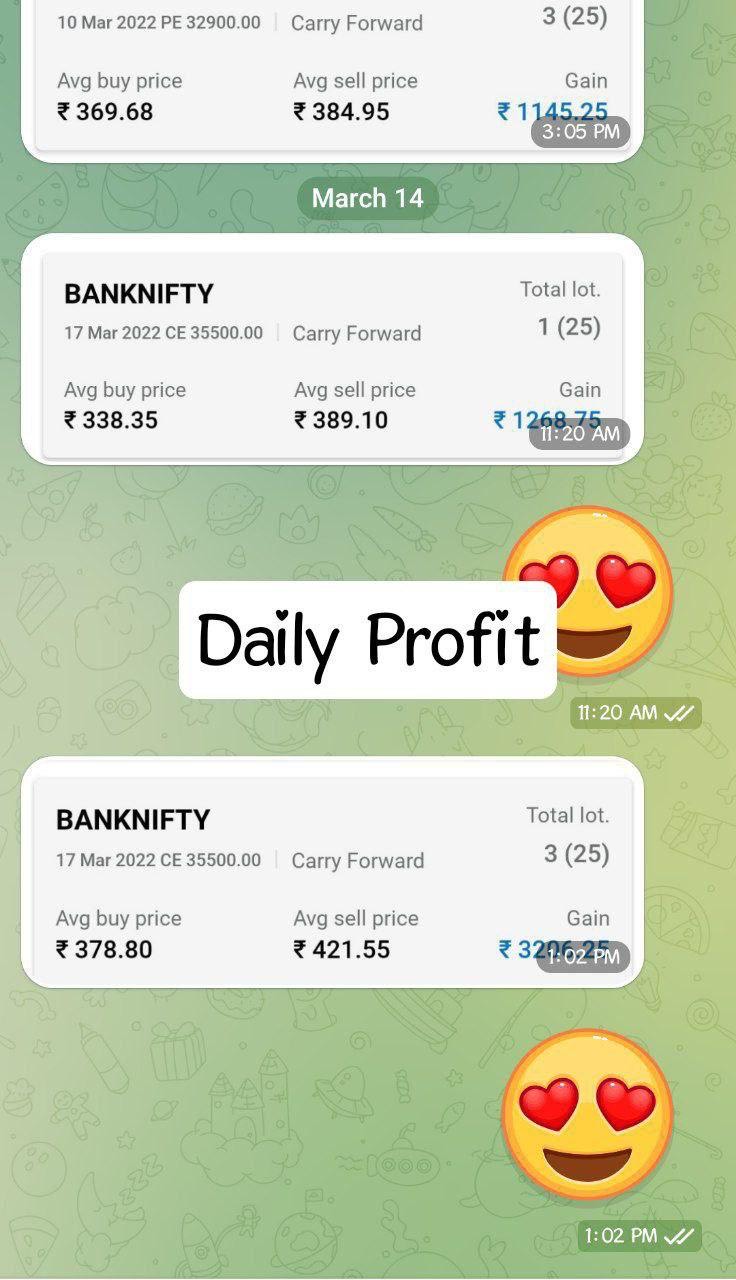 10 Mar 2022 PE 32900.00 | Carry Forward 3 (25)
Avg buy price Avg sell price Gain
₹ 369.68 ₹ 384.95 ₹ 1145.25
3:05 PM
March 14
BANKNIFTY Total lot.
17 Mar 2022 CE 35500.00 | Carry Forward 1 (25)
Avg buy price Avg sell price Gain
₹ 338.35 ₹ 389.10 ₹ 1268.75
11:20 AM
Daily Profit
11:20 AM
BANKNIFTY Total lot.
17 Mar 2022 CE 35500.00 | Carry Forward 3 (25)
Avg buy price Avg sell price Gain
₹ 378.80 ₹ 421.55 ₹ 3206.25
1:02 PM
1:02 PM